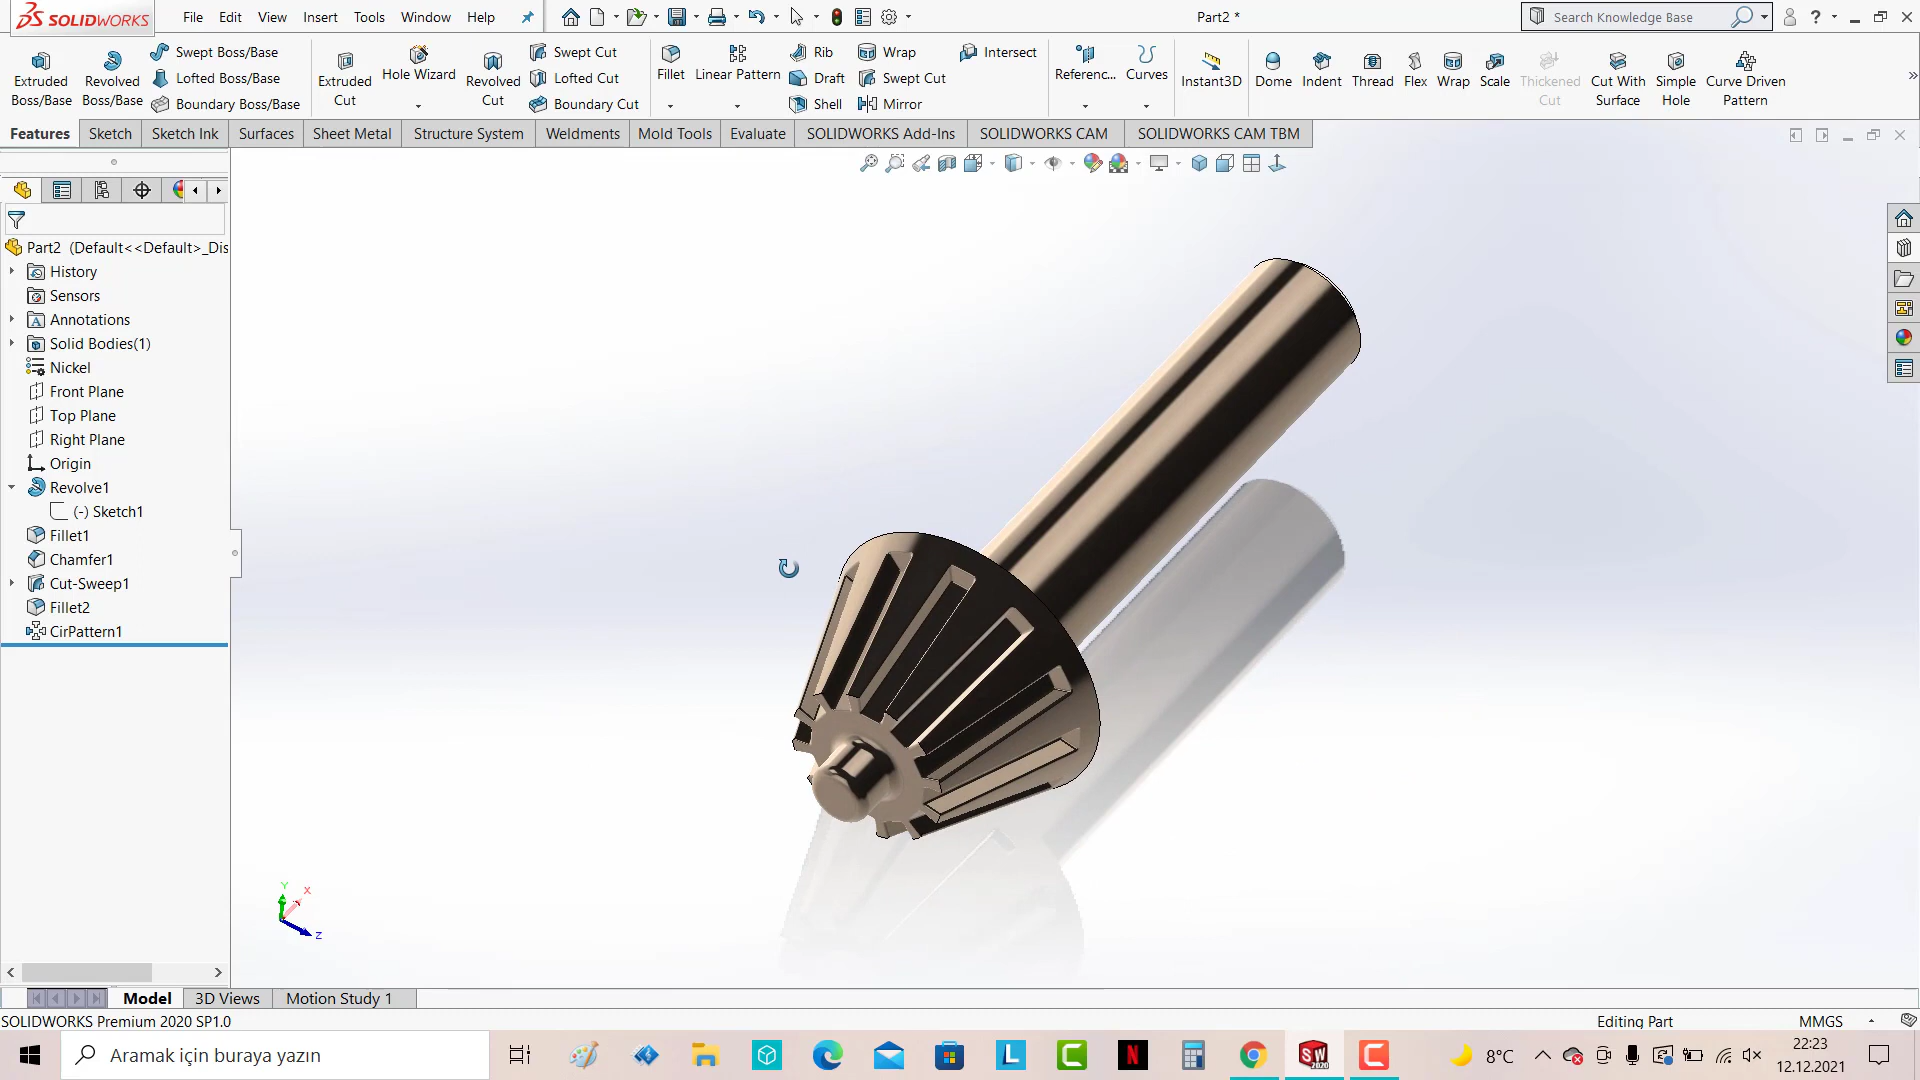 SOLIDWORKS File Edit View Insert Tools Window Help Part2 * Search Knowledge Base ?
Extruded Boss/Base
Revolved Boss/Base
Swept Boss/Base
Lofted Boss/Base
Boundary Boss/Base
Extruded Cut
Hole Wizard
Revolved Cut
Swept Cut
Lofted Cut
Boundary Cut
Fillet
Linear Pattern
Rib
Draft
Shell
Wrap
Swept Cut
Mirror
Intersect
Referenc...
Curves
Instant3D
Dome
Indent
Thread
Flex
Wrap
Scale
Thickened Cut
Cut With Surface
Simple Hole
Curve Driven Pattern
Features Sketch Sketch Ink Surfaces Sheet Metal Structure System Weldments Mold Tools Evaluate SOLIDWORKS Add-Ins SOLIDWORKS CAM SOLIDWORKS CAM TBM
Part2 (Default<<Default>_Dis
History
Sensors
Annotations
Solid Bodies(1)
Nickel
Front Plane
Top Plane
Right Plane
Origin
Revolve1
(-) Sketch1
Fillet1
Chamfer1
Cut-Sweep1
Fillet2
CirPattern1
Y X
Z
Model 3D Views Motion Study 1
SOLIDWORKS Premium 2020 SP1.0 Editing Part MMGS
Aramak için buraya yazın 8°C 22:23
12.12.2021